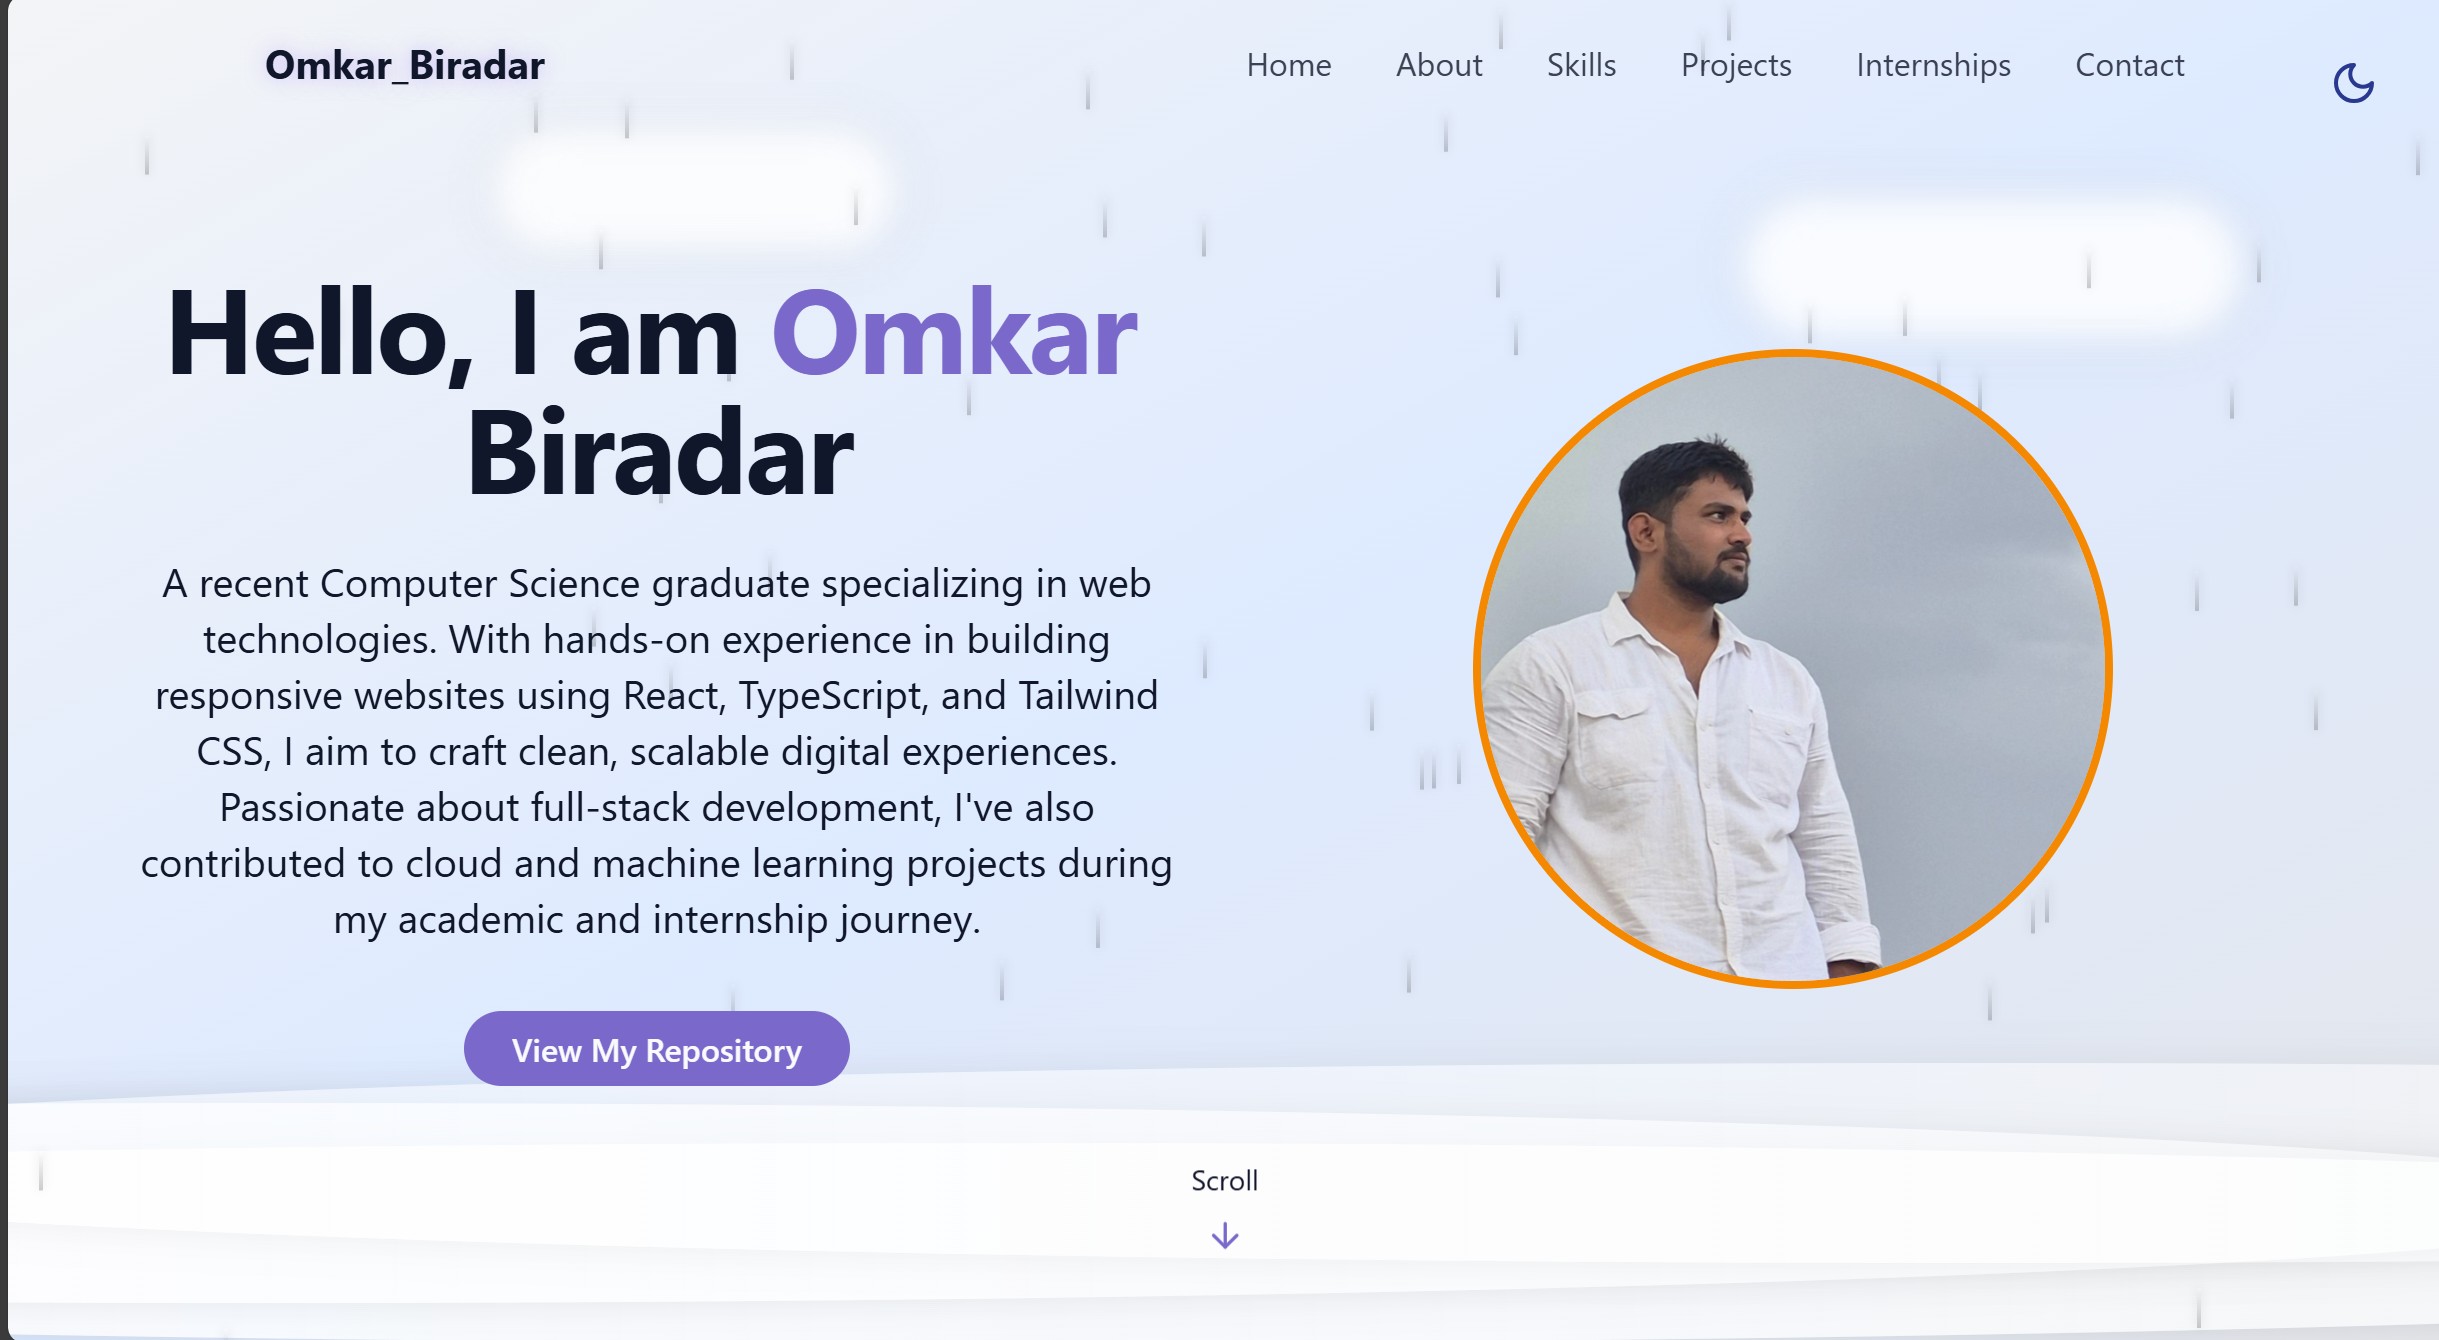 Omkar_Biradar
Home About Skills Projects Internships Contact
Hello, I am Omkar
Biradar
A recent Computer Science graduate specializing in web
technologies. With hands-on experience in building
responsive websites using React, TypeScript, and Tailwind
CSS, I aim to craft clean, scalable digital experiences.
Passionate about full-stack development, I've also
contributed to cloud and machine learning projects during
my academic and internship journey.
View My Repository
Scroll